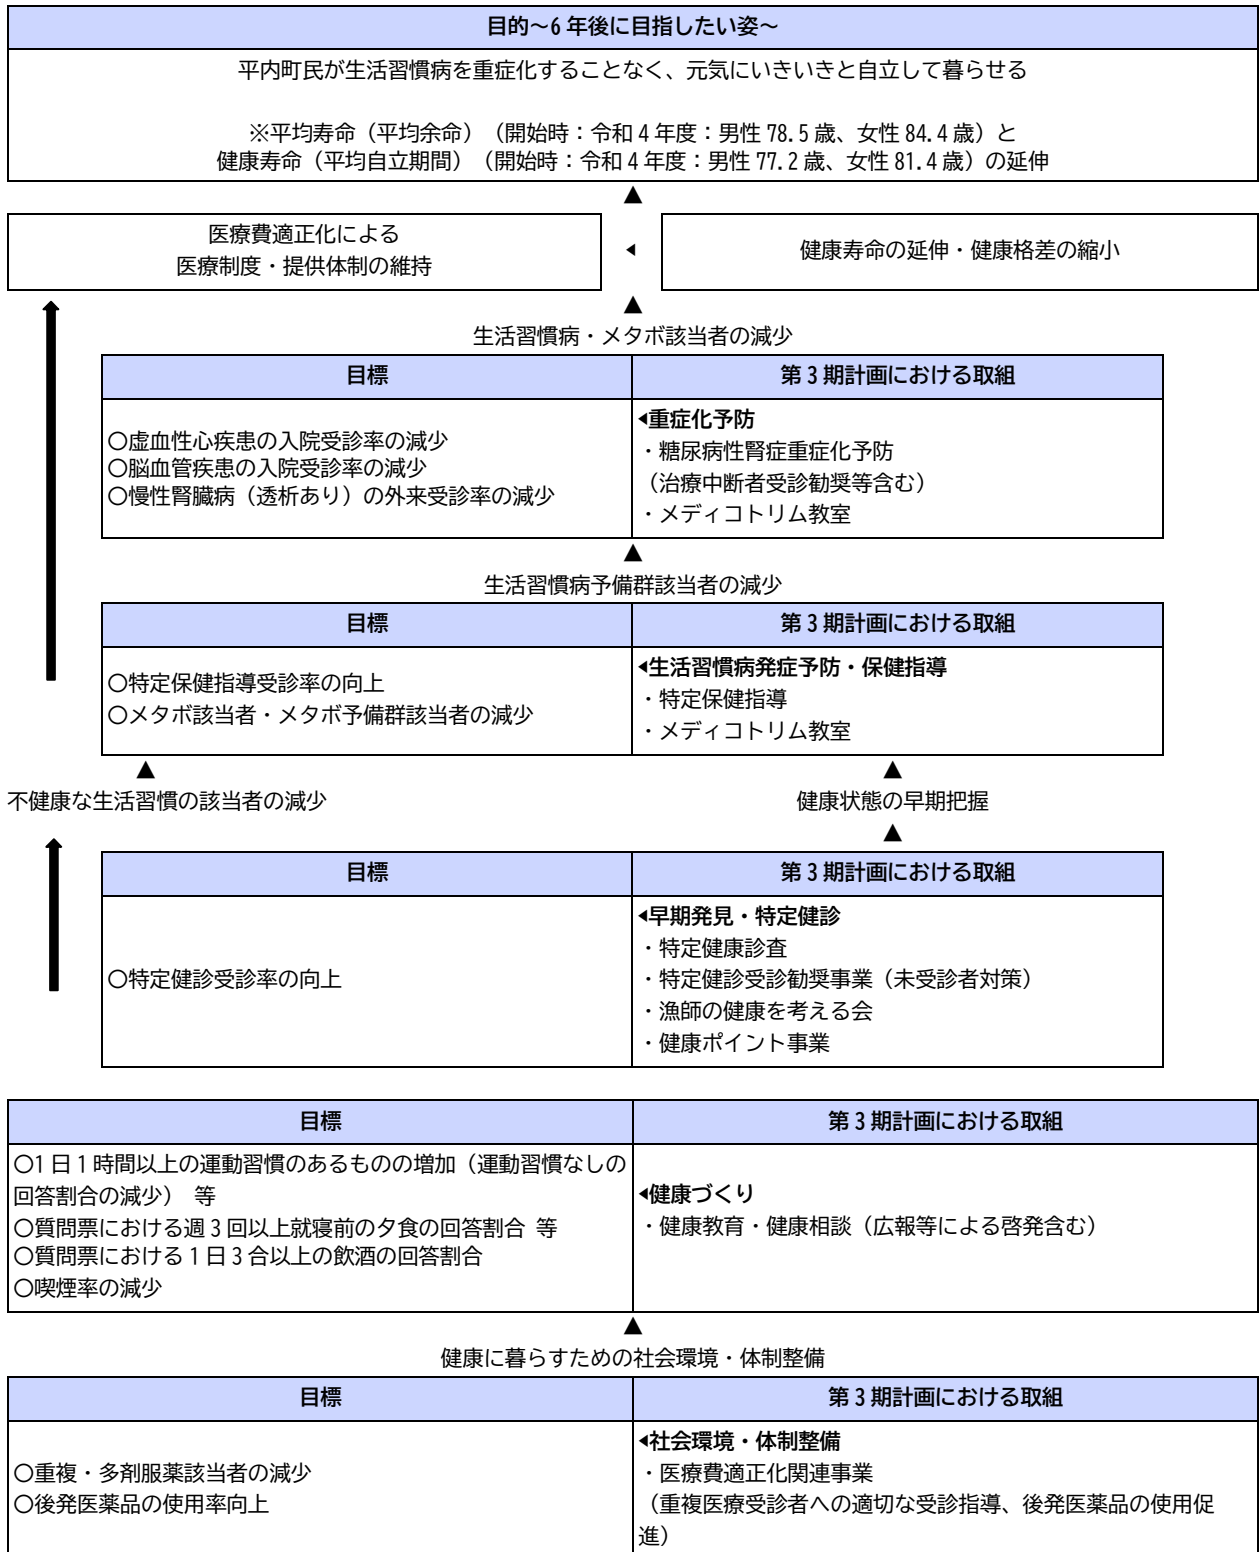 目的～6年後に目指したい姿～
平内町民が生活習慣病を重症化することなく、元気にいきいきと自立して暮らせる
※平均寿命（平均余命）（開始時：令和4年度：男性78.5歳、女性84.4歳）と
健康寿命（平均自立期間）（開始時：令和4年度：男性77.2歳、女性81.4歳）の延伸
▲
医療費適正化による
医療制度・提供体制の維持
◀
健康寿命の延伸・健康格差の縮小
▲
生活習慣病・メタボ該当者の減少
目標
第3期計画における取組
〇虚血性心疾患の入院受診率の減少
〇脳血管疾患の入院受診率の減少
〇慢性腎臓病（透析あり）の外来受診率の減少
◀重症化予防
・糖尿病性腎症重症化予防
（治療中断者受診勧奨等含む）
・メディコトリム教室
▲
生活習慣病予備群該当者の減少
目標
第3期計画における取組
〇特定保健指導受診率の向上
〇メタボ該当者・メタボ予備群該当者の減少
◀生活習慣病発症予防・保健指導
・特定保健指導
・メディコトリム教室
▲
▲
不健康な生活習慣の該当者の減少
健康状態の早期把握
▲
目標
第3期計画における取組
〇特定健診受診率の向上
◀早期発見・特定健診
・特定健康診査
・特定健診受診勧奨事業（未受診者対策）
・漁師の健康を考える会
・健康ポイント事業
目標
第3期計画における取組
〇1日1時間以上の運動習慣のあるものの増加（運動習慣なしの
回答割合の減少） 等
〇質問票における週3回以上就寝前の夕食の回答割合 等
〇質問票における1日3合以上の飲酒の回答割合
〇喫煙率の減少
◀健康づくり
・健康教育・健康相談（広報等による啓発含む）
▲
健康に暮らすための社会環境・体制整備
目標
第3期計画における取組
〇重複・多剤服薬該当者の減少
〇後発医薬品の使用率向上
◀社会環境・体制整備
・医療費適正化関連事業
（重複医療受診者への適切な受診指導、後発医薬品の使用促
進）